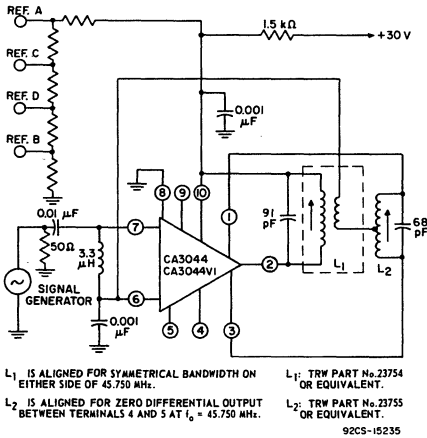 REF. A
1.5 kΩ
+30 V
REF. C
REF. D
0.001
μF
REF. B
8
9
10
1
0.01 μF
7
91
pF
68
pF
50Ω
3.3
μH
CA3044
CA3044V1
2
L1
L2
SIGNAL
GENERATOR
6
0.001
μF
5
4
3
L1 IS ALIGNED FOR SYMMETRICAL BANDWIDTH ON
EITHER SIDE OF 45.750 MHz.
L1: TRW PART No.23754
OR EQUIVALENT.
L2 IS ALIGNED FOR ZERO DIFFERENTIAL OUTPUT
BETWEEN TERMINALS 4 AND 5 AT fo = 45.750 MHz.
L2: TRW PART No.23755
OR EQUIVALENT.
92CS-15235